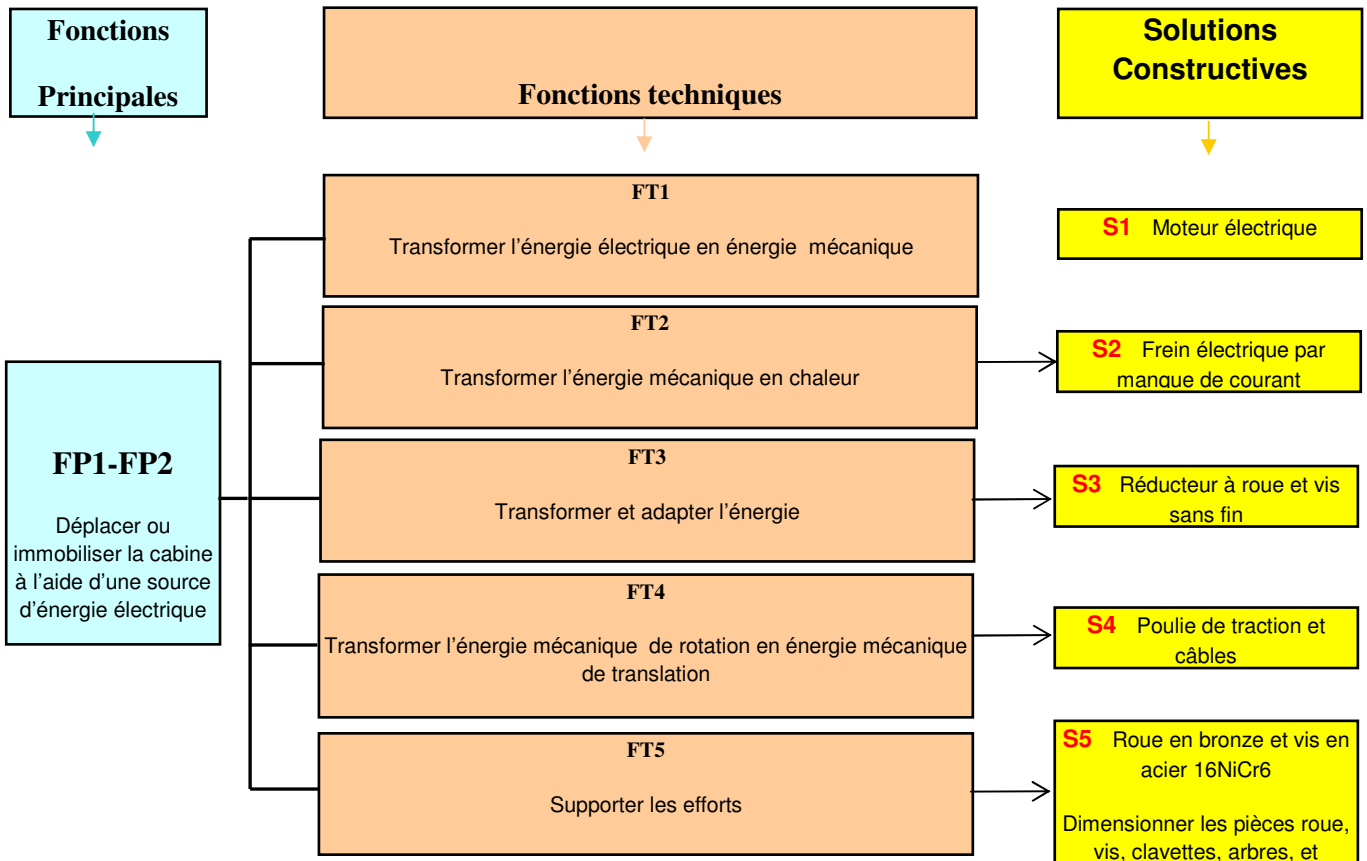 Fonctions
Principales
Fonctions techniques
Solutions
Constructives
FT1
Transformer l’énergie électrique en énergie mécanique
S1 Moteur électrique
FT2
Transformer l’énergie mécanique en chaleur
S2 Frein électrique par
manque de courant
FP1-FP2
Déplacer ou
immobiliser la cabine
à l’aide d’une source
d’énergie électrique
FT3
Transformer et adapter l’énergie
S3 Réducteur à roue et vis
sans fin
FT4
Transformer l’énergie mécanique de rotation en énergie mécanique
de translation
S4 Poulie de traction et
câbles
FT5
Supporter les efforts
S5 Roue en bronze et vis en
acier 16NiCr6
Dimensionner les pièces roue,
vis, clavettes, arbres, et